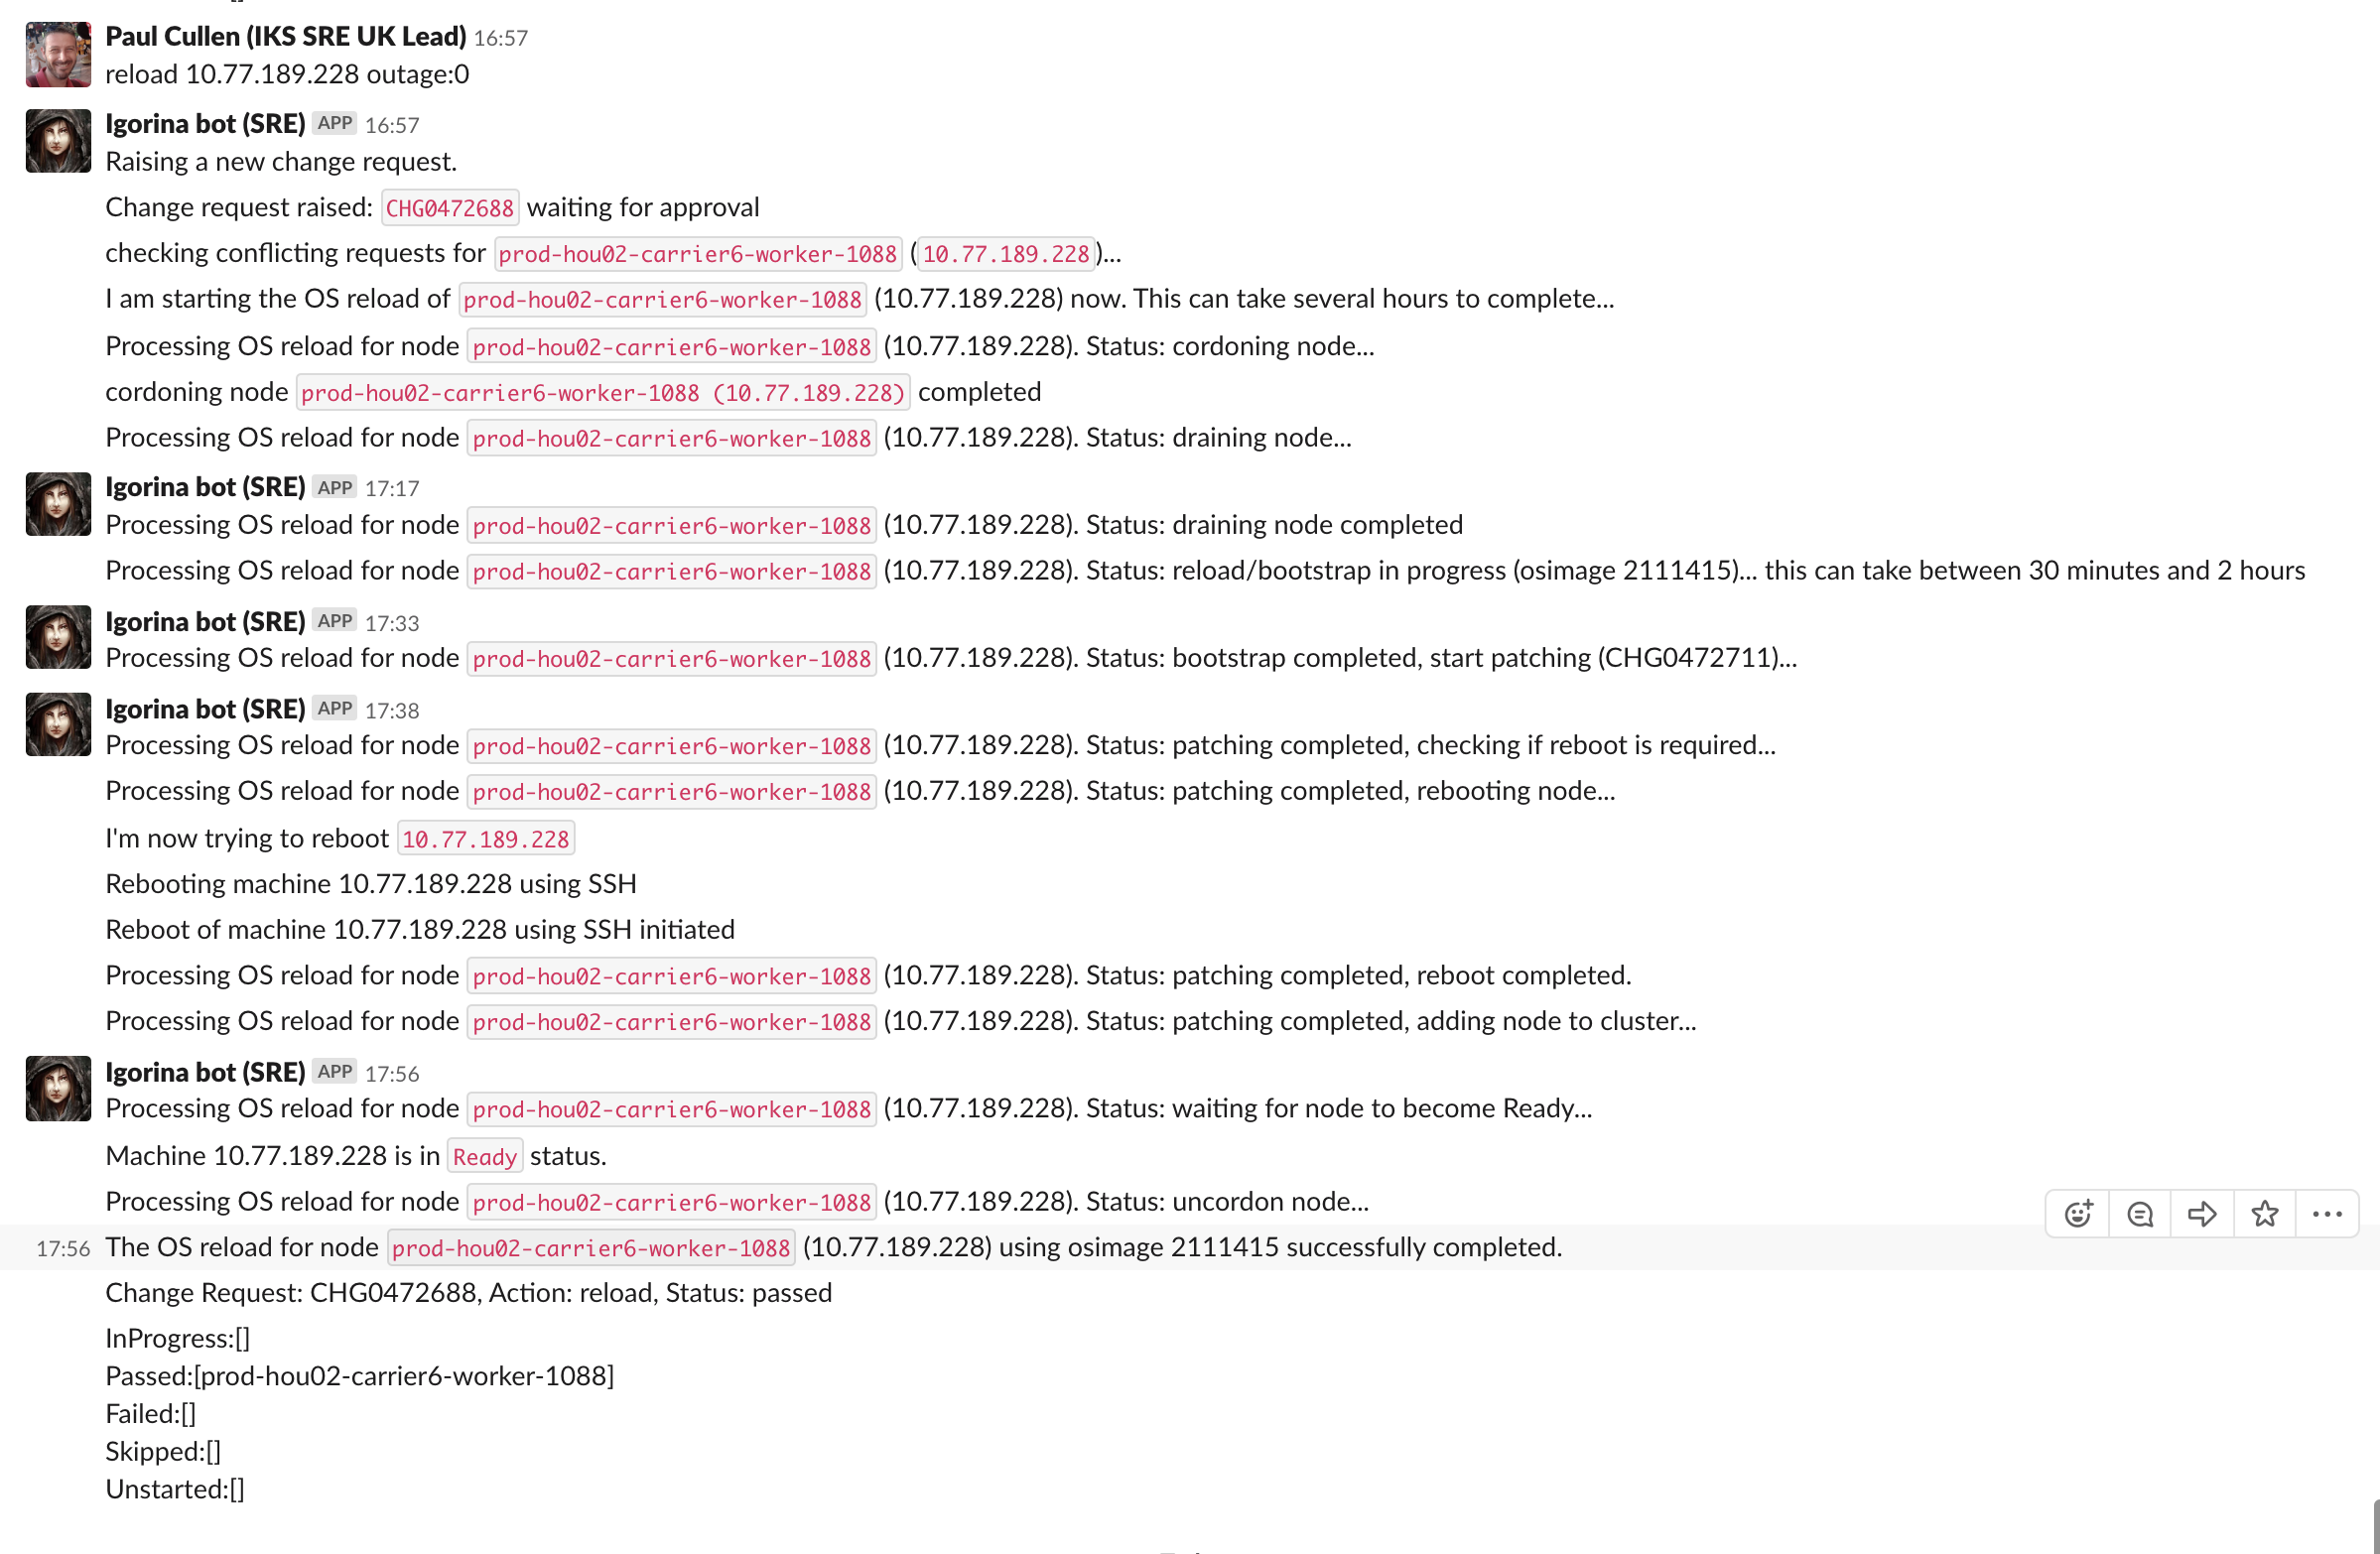 Paul Cullen (IKS SRE UK Lead) 16:57
reload 10.77.189.228 outage:0
Igorina bot (SRE) APP 16:57
Raising a new change request.
Change request raised: CHG0472688 waiting for approval
checking conflicting requests for prod-hou02-carrier6-worker-1088 (10.77.189.228)...
I am starting the OS reload of prod-hou02-carrier6-worker-1088 (10.77.189.228) now. This can take several hours to complete...
Processing OS reload for node prod-hou02-carrier6-worker-1088 (10.77.189.228). Status: cordoning node...
cordoning node prod-hou02-carrier6-worker-1088 (10.77.189.228) completed
Processing OS reload for node prod-hou02-carrier6-worker-1088 (10.77.189.228). Status: draining node...
Igorina bot (SRE) APP 17:17
Processing OS reload for node prod-hou02-carrier6-worker-1088 (10.77.189.228). Status: draining node completed
Processing OS reload for node prod-hou02-carrier6-worker-1088 (10.77.189.228). Status: reload/bootstrap in progress (osimage 2111415)... this can take between 30 minutes and 2 hours
Igorina bot (SRE) APP 17:33
Processing OS reload for node prod-hou02-carrier6-worker-1088 (10.77.189.228). Status: bootstrap completed, start patching (CHG0472711)...
Igorina bot (SRE) APP 17:38
Processing OS reload for node prod-hou02-carrier6-worker-1088 (10.77.189.228). Status: patching completed, checking if reboot is required...
Processing OS reload for node prod-hou02-carrier6-worker-1088 (10.77.189.228). Status: patching completed, rebooting node...
I'm now trying to reboot 10.77.189.228
Rebooting machine 10.77.189.228 using SSH
Reboot of machine 10.77.189.228 using SSH initiated
Processing OS reload for node prod-hou02-carrier6-worker-1088 (10.77.189.228). Status: patching completed, reboot completed.
Processing OS reload for node prod-hou02-carrier6-worker-1088 (10.77.189.228). Status: patching completed, adding node to cluster...
Igorina bot (SRE) APP 17:56
Processing OS reload for node prod-hou02-carrier6-worker-1088 (10.77.189.228). Status: waiting for node to become Ready...
Machine 10.77.189.228 is in Ready status.
Processing OS reload for node prod-hou02-carrier6-worker-1088 (10.77.189.228). Status: uncordon node...
17:56 The OS reload for node prod-hou02-carrier6-worker-1088 (10.77.189.228) using osimage 2111415 successfully completed.
Change Request: CHG0472688, Action: reload, Status: passed
InProgress:[]
Passed:[prod-hou02-carrier6-worker-1088]
Failed:[]
Skipped:[]
Unstarted:[]